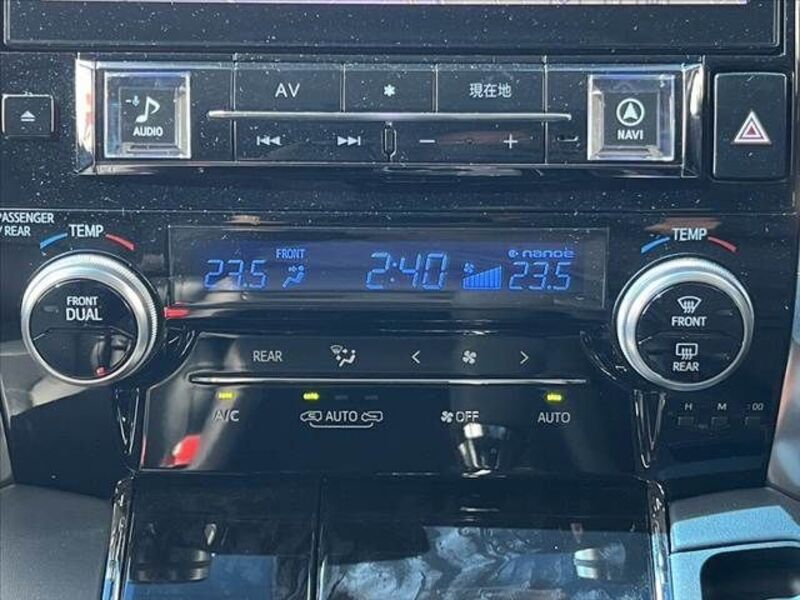 AUDIO
AV
*
現在地
NAVI
− +
PASSENGER
/ REAR
TEMP
FRONT
DUAL
27.5
FRONT
2:40
nanoe
23.5
TEMP
FRONT
REAR
REAR
< >
A/C
AUTO
OFF
AUTO
H M :00